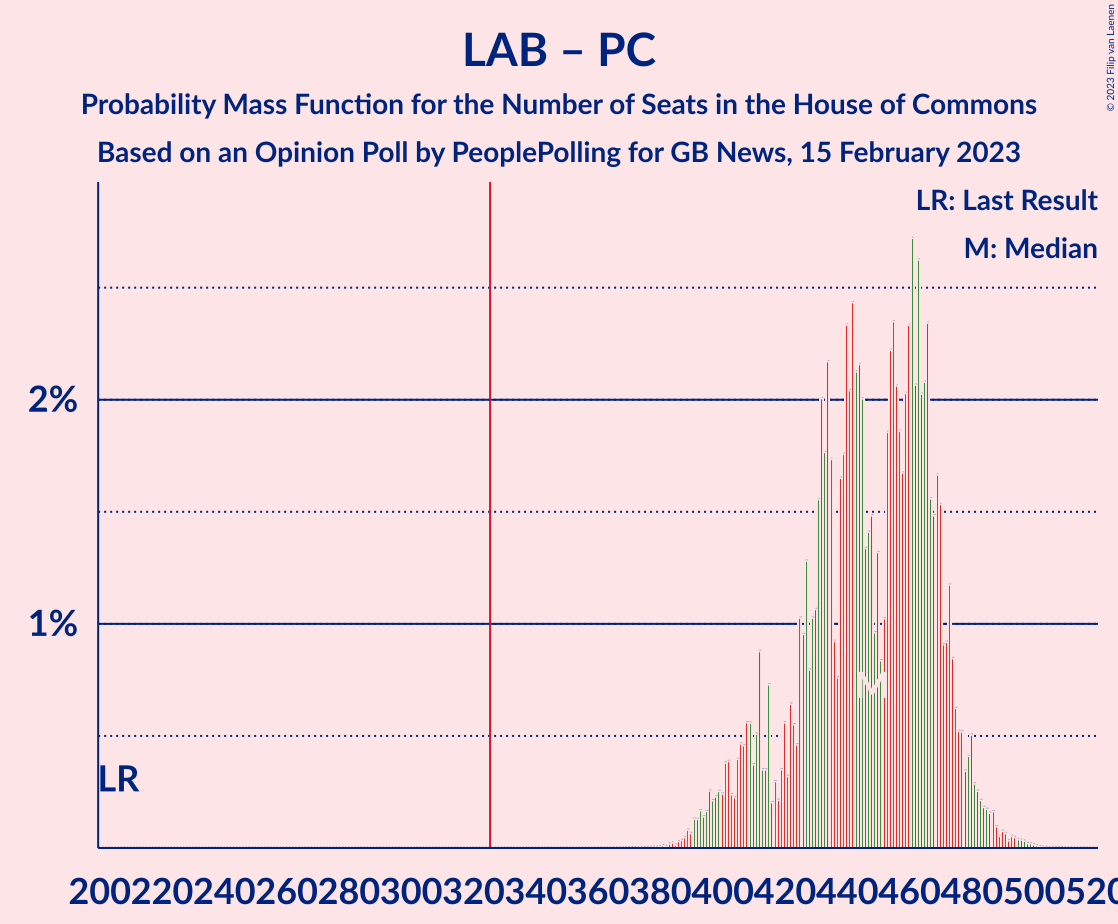 LAB – PC
Probability Mass Function for the Number of Seats in the House of Commons
Based on an Opinion Poll by PeoplePolling for GB News, 15 February 2023
© 2023 Filip van Laenen
LR: Last Result
M: Median
2%
1%
LR
M
200220240260280300320340360380400420440460480500520